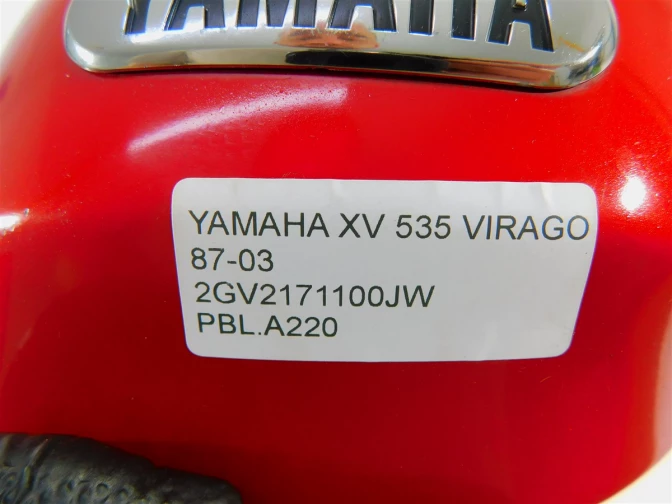 YAMAHA
YAMAHA XV 535 VIRAGO
87-03
2GV2171100JW
PBL.A220